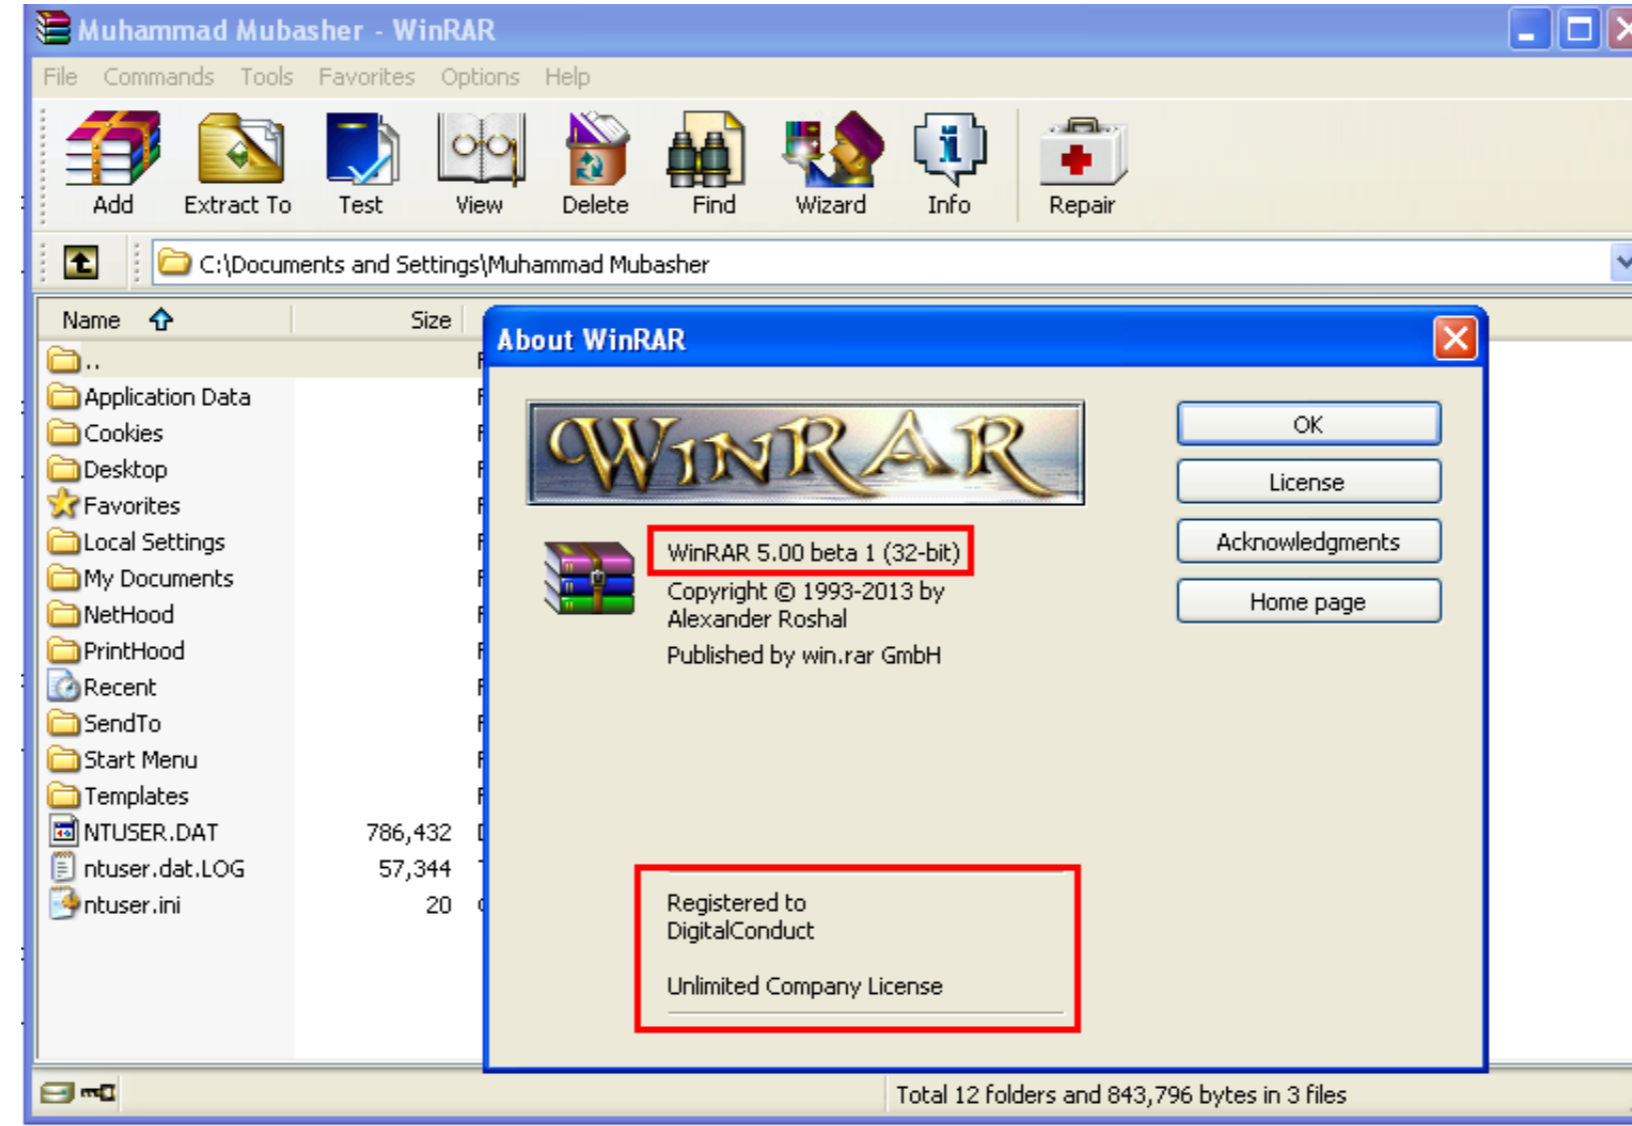 Muhammad Mubasher - WinRAR
File Commands Tools Favorites Options Help
Add Extract To Test View Delete Find Wizard Info Repair
C:\Documents and Settings\Muhammad Mubasher
Name Size
..
Application Data
Cookies
Desktop
Favorites
Local Settings
My Documents
NetHood
PrintHood
Recent
SendTo
Start Menu
Templates
NTUSER.DAT 786,432
ntuser.dat.LOG 57,344
ntuser.ini 20
About WinRAR
WinRAR
WinRAR 5.00 beta 1 (32-bit)
Copyright © 1993-2013 by
Alexander Roshal
Published by win.rar GmbH
Registered to
DigitalConduct
Unlimited Company License
OK
License
Acknowledgments
Home page
Total 12 folders and 843,796 bytes in 3 files